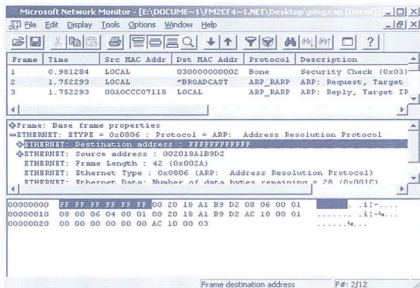 Microsoft Network Monitor - [E:\DOCUME~1\FM2CF4~1.NET\Desktop\ping.cap (Detail)]
File Edit Display Tools Options Window Help
Frame Time Src MAC Addr Dst MAC Addr Protocol Description
1 0.981284 LOCAL 030000000002 Bone Security Check (0x03)
2 1.752293 LOCAL *BROADCAST ARP_RARP ARP: Request, Target
3 1.752293 00A0CCC07118 LOCAL ARP_RARP ARP: Reply, Target IP
Frame: Base frame properties
ETHERNET: ETYPE = 0x0806 : Protocol = ARP: Address Resolution Protocol
ETHERNET: Destination address : FFFFFFFFFFFF
ETHERNET: Source address : 002018A1B9D2
ETHERNET: Frame Length : 42 (0x002A)
ETHERNET: Ethernet Type : 0x0806 (ARP: Address Resolution Protocol)
ETHERNET: Ethernet Data: Number of data bytes remaining = 28 (0x001C)
00000000 FF FF FF FF FF FF 00 20 18 A1 B9 D2 08 06 00 01
00000010 08 00 06 04 00 01 00 20 18 A1 B9 D2 AC 10 00 01
00000020 00 00 00 00 00 00 AC 10 00 03
Frame destination address F#: 2/12